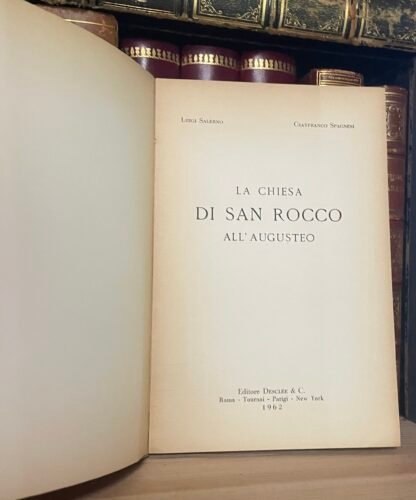 LUIGI SALERNO GIANFRANCO SPAGNESI
LA CHIESA
DI SAN ROCCO
ALL'AUGUSTEO
Editore DESCLÉE & C.
Roma - Tournai - Parigi - New York
1962